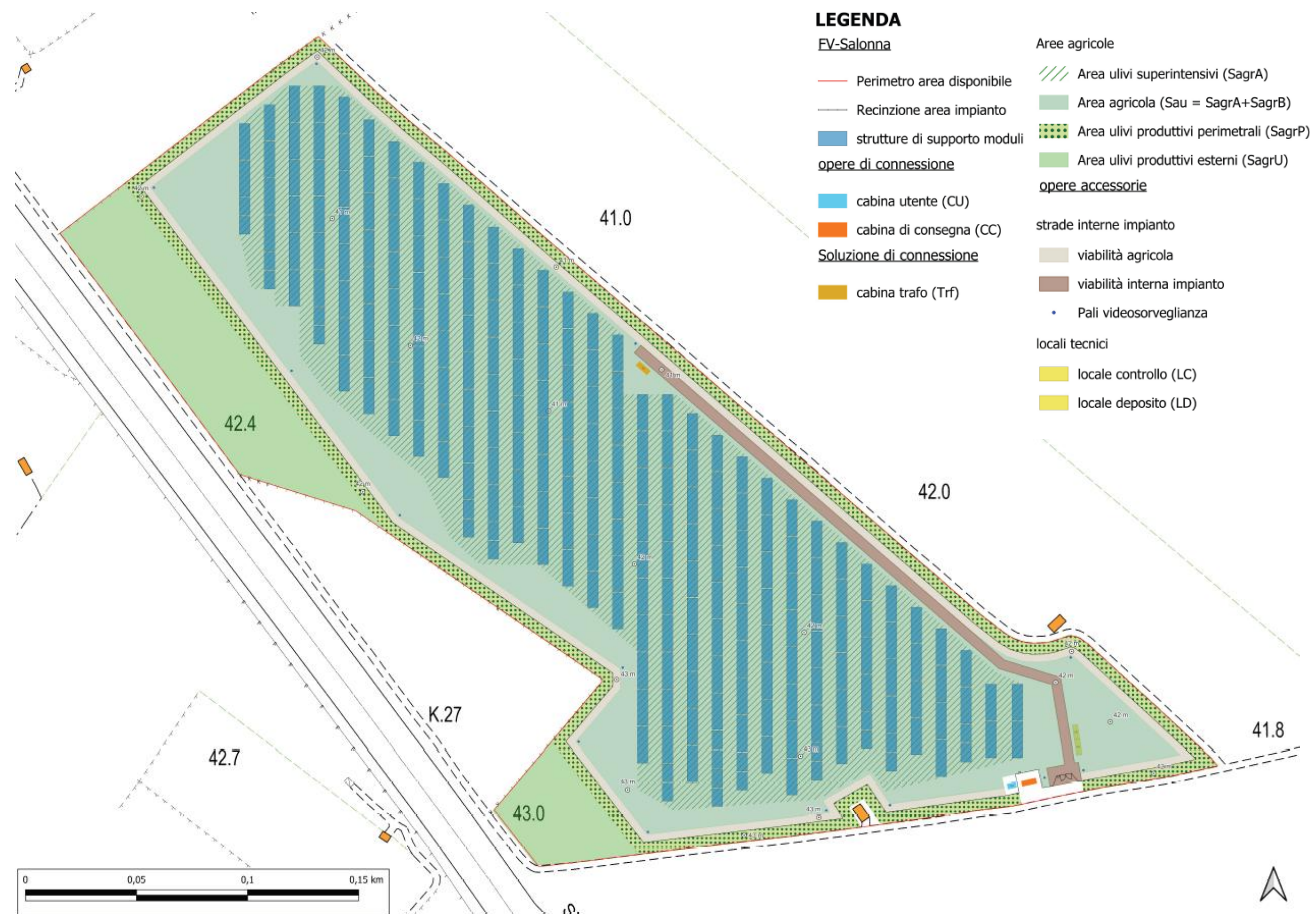 LEGENDA
FV-Salonna
Perimetro area disponibile
Recinzione area impianto
strutture di supporto moduli
opere di connessione
cabina utente (CU)
cabina di consegna (CC)
Soluzione di connessione
cabina trafo (Trf)
Aree agricole
Area ulivi superintensivi (SagrA)
Area agricola (Sau = SagrA+SagrB)
Area ulivi produttivi perimetrali (SagrP)
Area ulivi produttivi esterni (SagrU)
opere accessorie
strade interne impianto
viabilità agricola
viabilità interna impianto
Pali videosorveglianza
locali tecnici
locale controllo (LC)
locale deposito (LD)
41.0
42.4
42.0
43 m
42 m
42 m
K.27
41.8
42.7
43 m
43.0
0 0,05 0,1 0,15 km